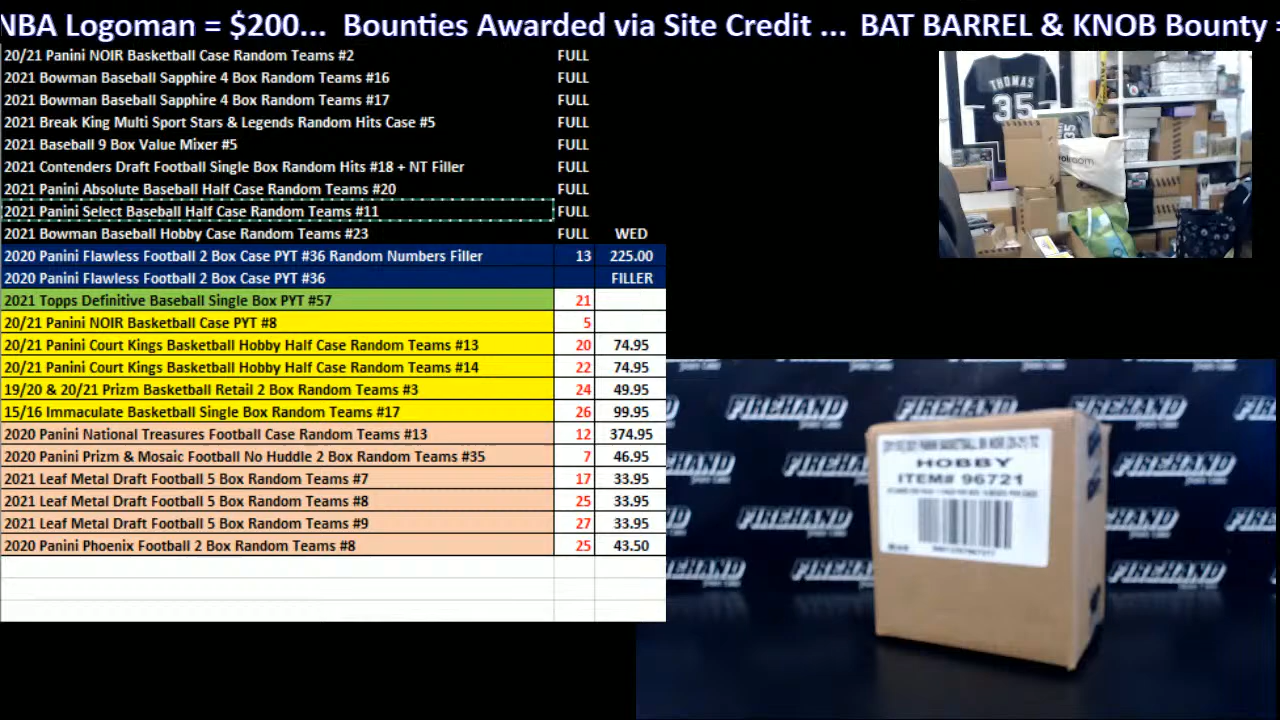 NBA Logoman = $200... Bounties Awarded via Site Credit ... BAT BARREL & KNOB Bounty =
20/21 Panini NOIR Basketball Case Random Teams #2 FULL
2021 Bowman Baseball Sapphire 4 Box Random Teams #16 FULL
2021 Bowman Baseball Sapphire 4 Box Random Teams #17 FULL
2021 Break King Multi Sport Stars & Legends Random Hits Case #5 FULL
2021 Baseball 9 Box Value Mixer #5 FULL
2021 Contenders Draft Football Single Box Random Hits #18 + NT Filler FULL
2021 Panini Absolute Baseball Half Case Random Teams #20 FULL
2021 Panini Select Baseball Half Case Random Teams #11 FULL
2021 Bowman Baseball Hobby Case Random Teams #23 FULL WED
2020 Panini Flawless Football 2 Box Case PYT #36 Random Numbers Filler 13 225.00
2020 Panini Flawless Football 2 Box Case PYT #36 FILLER
2021 Topps Definitive Baseball Single Box PYT #57 21
20/21 Panini NOIR Basketball Case PYT #8 5
20/21 Panini Court Kings Basketball Hobby Half Case Random Teams #13 20 74.95
20/21 Panini Court Kings Basketball Hobby Half Case Random Teams #14 22 74.95
19/20 & 20/21 Prizm Basketball Retail 2 Box Random Teams #3 24 49.95
15/16 Immaculate Basketball Single Box Random Teams #17 26 99.95
2020 Panini National Treasures Football Case Random Teams #13 12 374.95
2020 Panini Prizm & Mosaic Football No Huddle 2 Box Random Teams #35 7 46.95
2021 Leaf Metal Draft Football 5 Box Random Teams #7 17 33.95
2021 Leaf Metal Draft Football 5 Box Random Teams #8 25 33.95
2021 Leaf Metal Draft Football 5 Box Random Teams #9 27 33.95
2020 Panini Phoenix Football 2 Box Random Teams #8 25 43.50
THOMAS
35
FIREHAND FIREHAND FIREHAND
HOBBY
ITEM# 96721